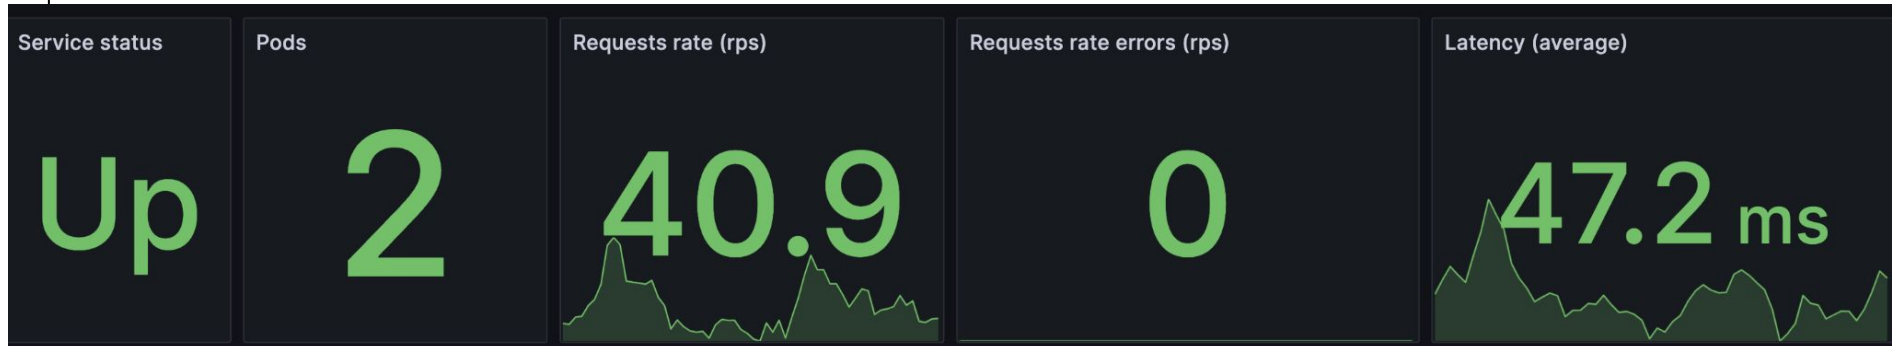 Service status
Up
Pods
2
Requests rate (rps)
40.9
Requests rate errors (rps)
0
Latency (average)
47.2 ms